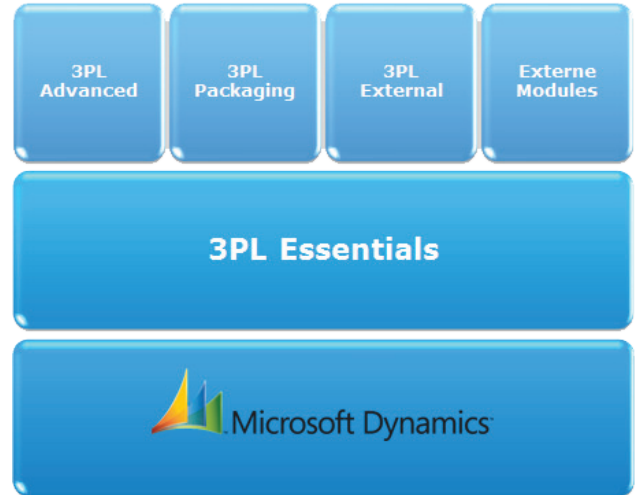 3PL
Advanced
3PL
Packaging
3PL
External
Externe
Modules
3PL Essentials
Microsoft Dynamics